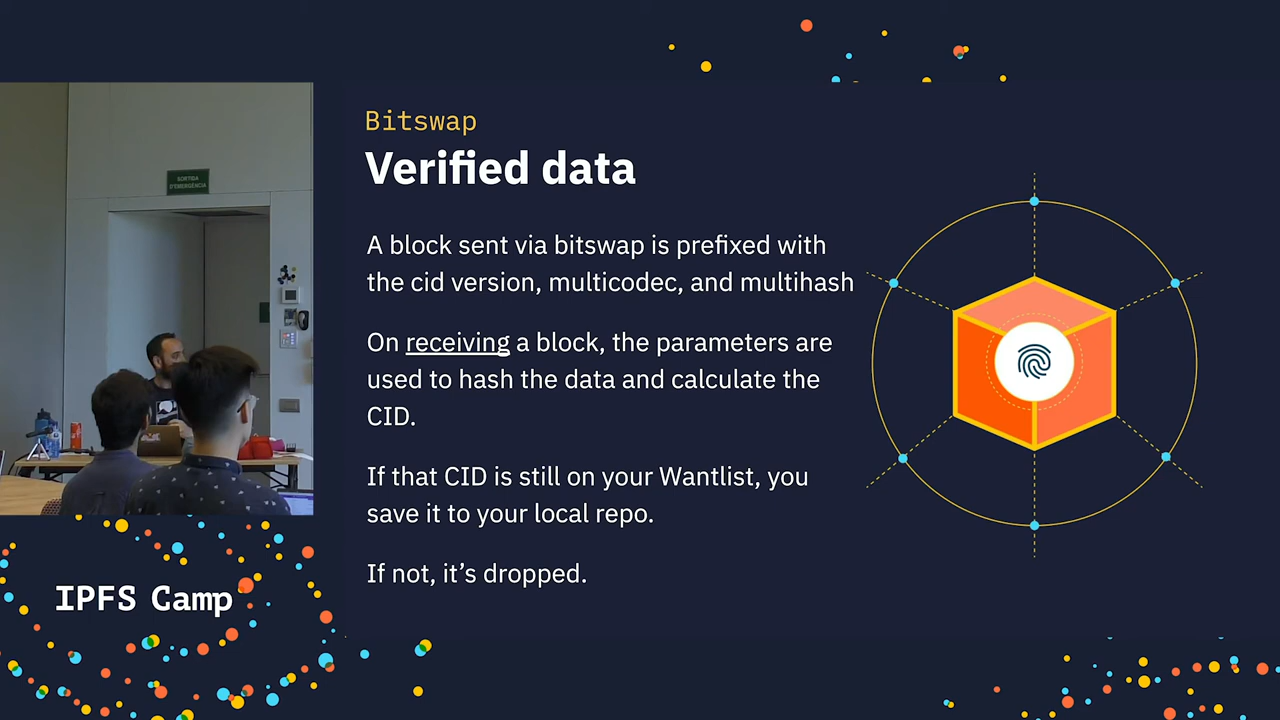 Bitswap
Verified data
A block sent via bitswap is prefixed with
the cid version, multicodec, and multihash
On receiving a block, the parameters are
used to hash the data and calculate the
CID.
If that CID is still on your Wantlist, you
save it to your local repo.
If not, it’s dropped.
SORTIDA
D'EMERGÈNCIA
IPFS Camp